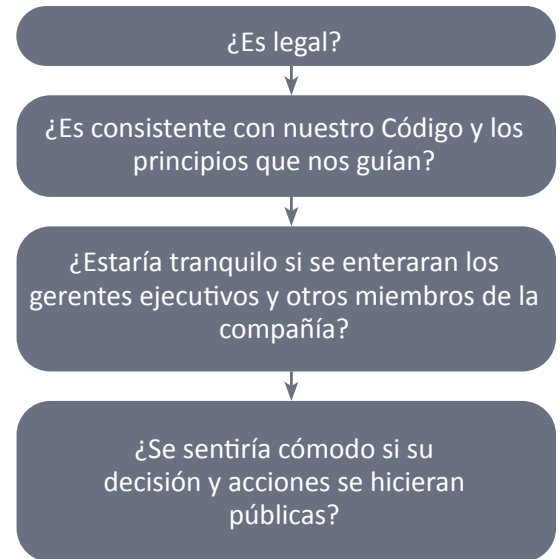 ¿Es legal?
¿Es consistente con nuestro Código y los
principios que nos guían?
¿Estaría tranquilo si se enteraran los
gerentes ejecutivos y otros miembros de la
compañía?
¿Se sentiría cómodo si su
decisión y acciones se hicieran
públicas?